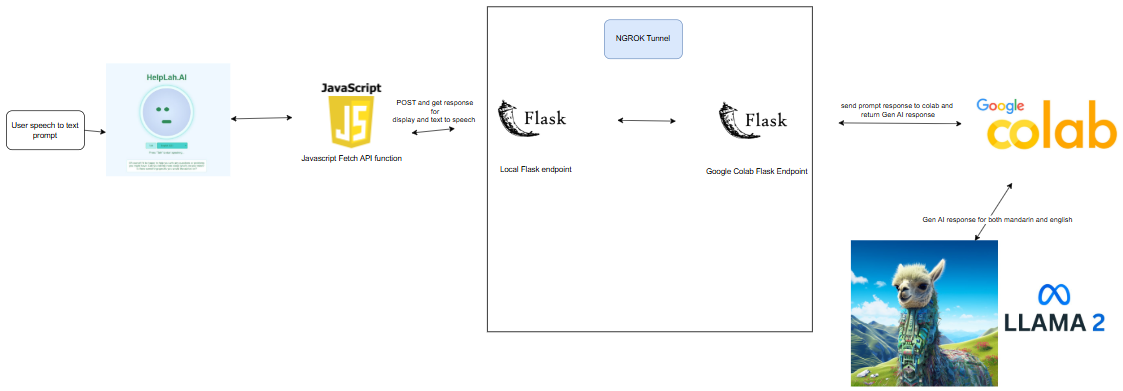 NGROK Tunnel
User speech to text
prompt
HelpLah.AI
JavaScript
JS
Javascript Fetch API function
POST and get response
for
display and text to speech
Flask
Local Flask endpoint
Flask
Google Colab Flask Endpoint
send prompt response to colab and
return Gen AI response
Google
colab
Gen AI response for both mandarin and english
LLAMA 2